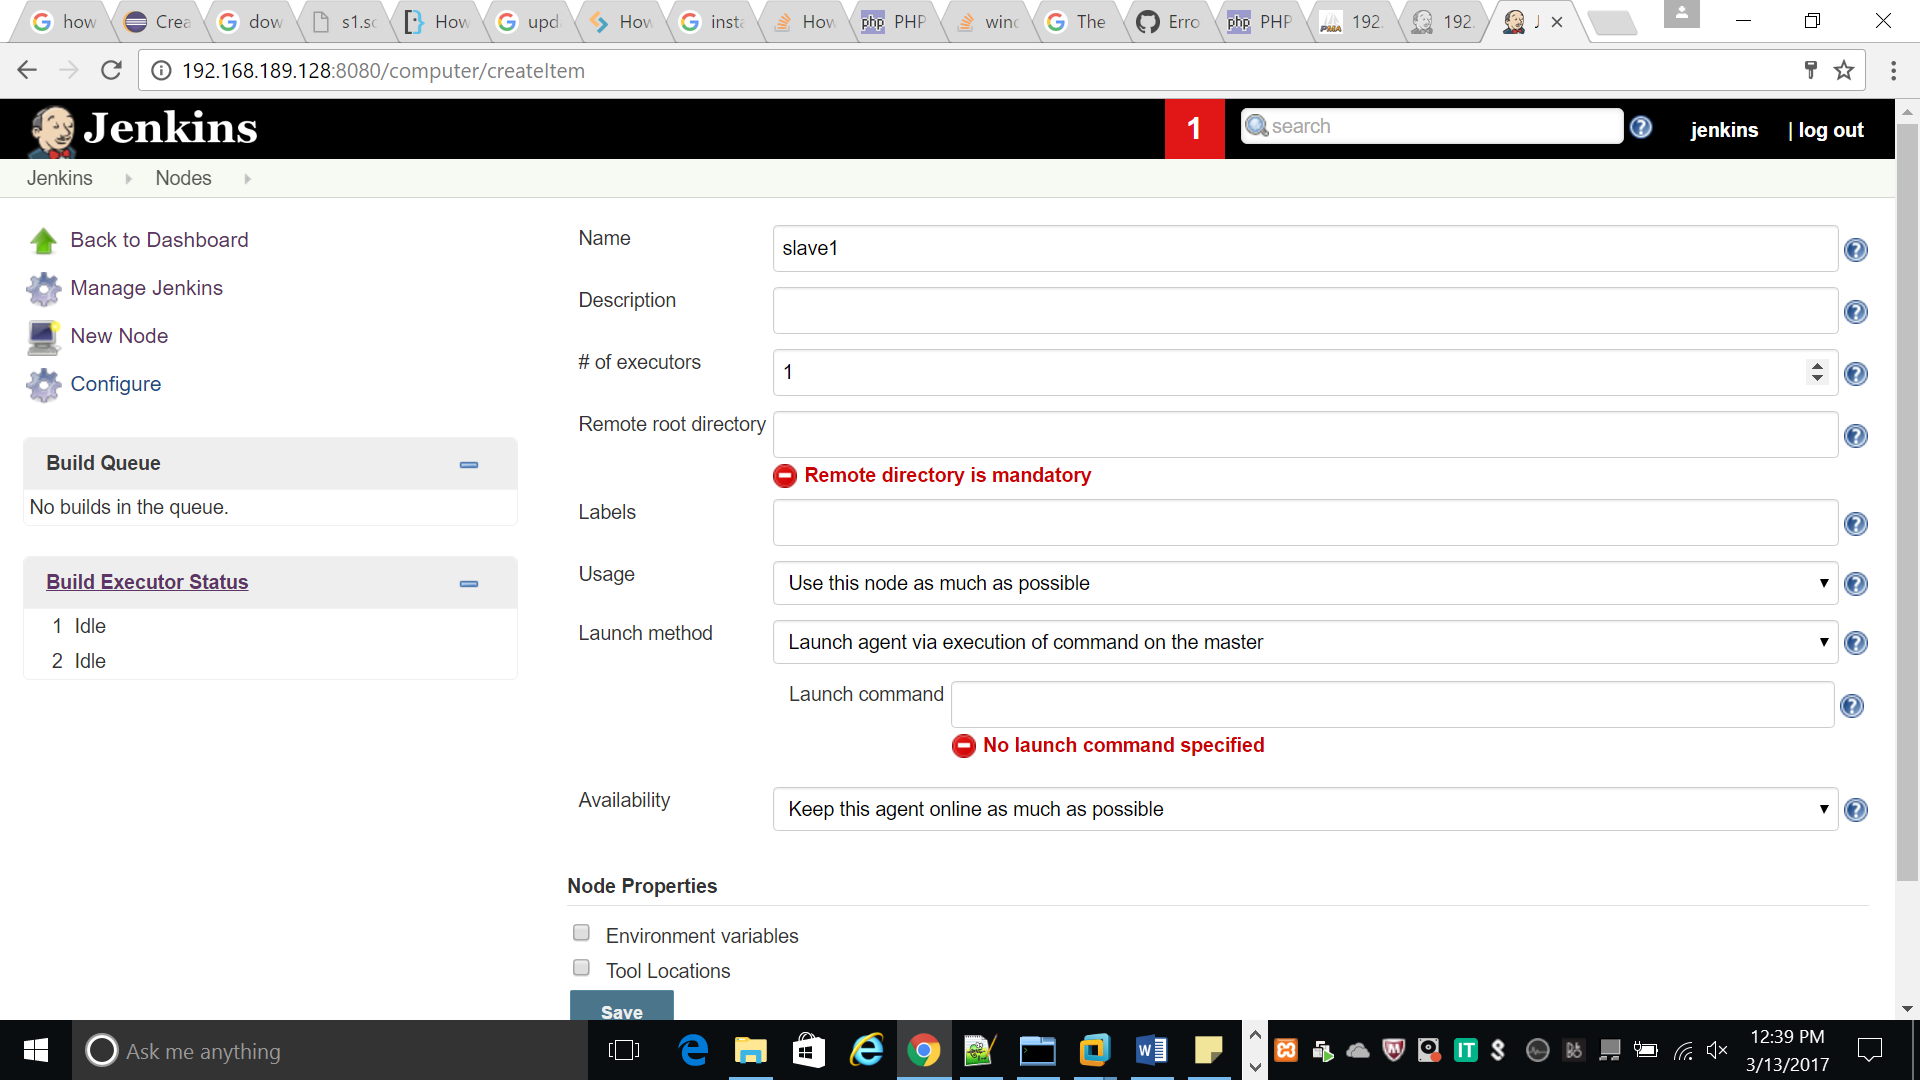 how
Crea
dow
s1.sc
How
upd
How
insta
How
php PHP
winc
The
Erro
php PHP
PMA 192.
192.
192.168.189.128:8080/computer/createItem
Jenkins
1
search
jenkins
| log out
Jenkins
Nodes
Back to Dashboard
Manage Jenkins
New Node
Configure
Build Queue
No builds in the queue.
Build Executor Status
1 Idle
2 Idle
Name
slave1
Description
# of executors
1
Remote root directory
Remote directory is mandatory
Labels
Usage
Use this node as much as possible
Launch method
Launch agent via execution of command on the master
Launch command
No launch command specified
Availability
Keep this agent online as much as possible
Node Properties
Environment variables
Tool Locations
Save
Ask me anything
IT
12:39 PM
3/13/2017